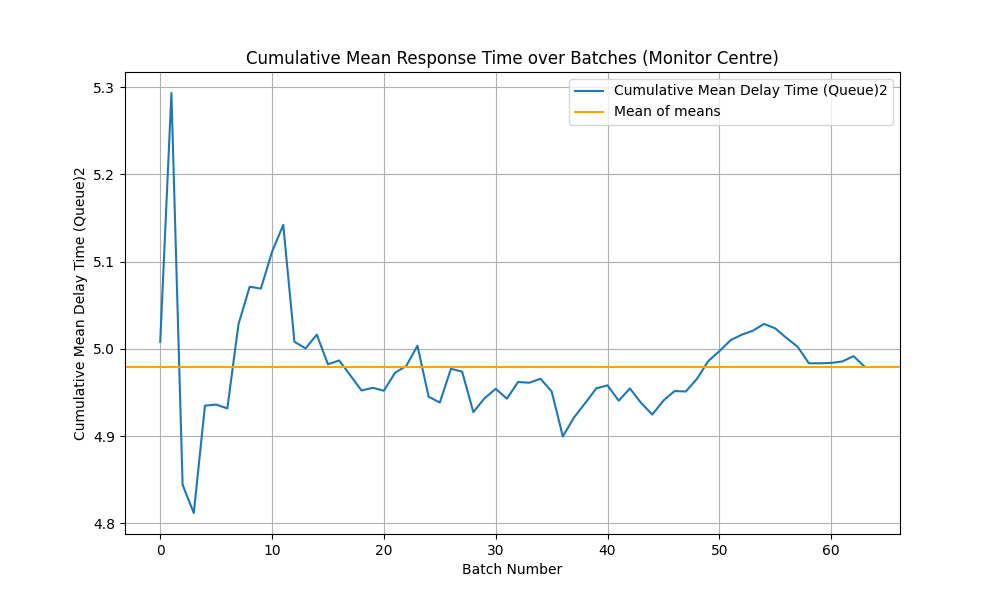 Cumulative Mean Response Time over Batches (Monitor Centre)
Cumulative Mean Delay Time (Queue)2
Mean of means
Cumulative Mean Delay Time (Queue)2
5.3
5.2
5.1
5.0
4.9
4.8
0 10 20 30 40 50 60
Batch Number